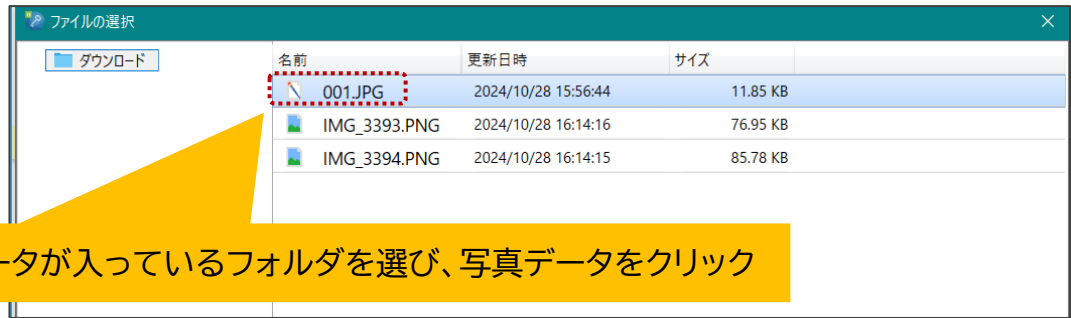 ファイルの選択
ダウンロード
名前 更新日時 サイズ
001.JPG 2024/10/28 15:56:44 11.85 KB
IMG_3393.PNG 2024/10/28 16:14:16 76.95 KB
IMG_3394.PNG 2024/10/28 16:14:15 85.78 KB
ータが入っているフォルダを選び、写真データをクリック